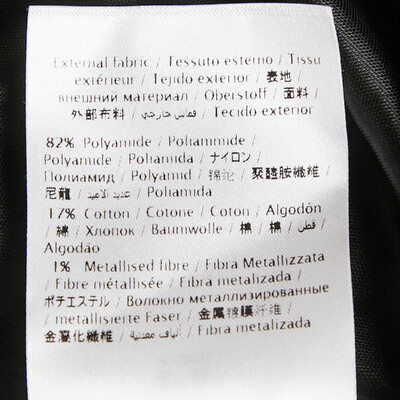 External fabric / Tessuto esterno / Tissu
extérieur / Tejido exterior / 表地 /
внешний материал / Oberstoff / 面料 /
外部布料 / قماس خارجي / Tecido exterior
82% Polyamide / Poliammide /
Polyamide / Poliamida / ナイロン /
Полиамид / Polyamid / 锦纶 / 聚醯胺纖維 /
尼龍 / عديد الاميد / Poliamida
17% Cotton / Cotone / Coton / Algodón
/ 綿 / Хлопок / Baumwolle / 棉 / 棉 / قطن /
Algodão
1% Metallised fibre / Fibra Metallizzata
/ Fibre métallisée / Fibra metalizada /
ポチエステル / Волокно металлизированные
/ metallisierte Faser / 金属镀膜纤维 /
金屬化纖維 / ألياف معدنية / Fibra metalizada